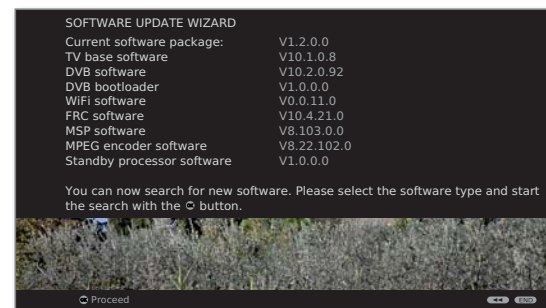 SOFTWARE UPDATE WIZARD
Current software package: V1.2.0.0
TV base software V10.1.0.8
DVB software V10.2.0.92
DVB bootloader V1.0.0.0
WiFi software V0.0.11.0
FRC software V10.4.21.0
MSP software V8.103.0.0
MPEG encoder software V8.22.102.0
Standby processor software V1.0.0.0
You can now search for new software. Please select the software type and start
the search with the OK button.
OK Proceed END